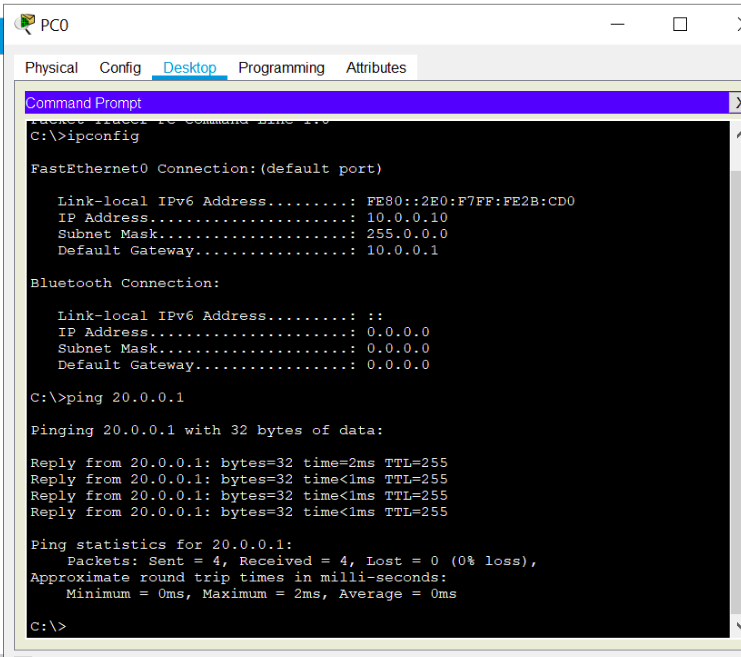 PC0
Physical Config Desktop Programming Attributes
Command Prompt
X
Packet Tracer PC Command Line 1.0
C:\>ipconfig
FastEthernet0 Connection:(default port)
Link-local IPv6 Address.........: FE80::2E0:F7FF:FE2B:CD0
IP Address......................: 10.0.0.10
Subnet Mask.....................: 255.0.0.0
Default Gateway.................: 10.0.0.1
Bluetooth Connection:
Link-local IPv6 Address.........: ::
IP Address......................: 0.0.0.0
Subnet Mask.....................: 0.0.0.0
Default Gateway.................: 0.0.0.0
C:\>ping 20.0.0.1
Pinging 20.0.0.1 with 32 bytes of data:
Reply from 20.0.0.1: bytes=32 time=2ms TTL=255
Reply from 20.0.0.1: bytes=32 time<1ms TTL=255
Reply from 20.0.0.1: bytes=32 time<1ms TTL=255
Reply from 20.0.0.1: bytes=32 time<1ms TTL=255
Ping statistics for 20.0.0.1:
Packets: Sent = 4, Received = 4, Lost = 0 (0% loss),
Approximate round trip times in milli-seconds:
Minimum = 0ms, Maximum = 2ms, Average = 0ms
C:\>